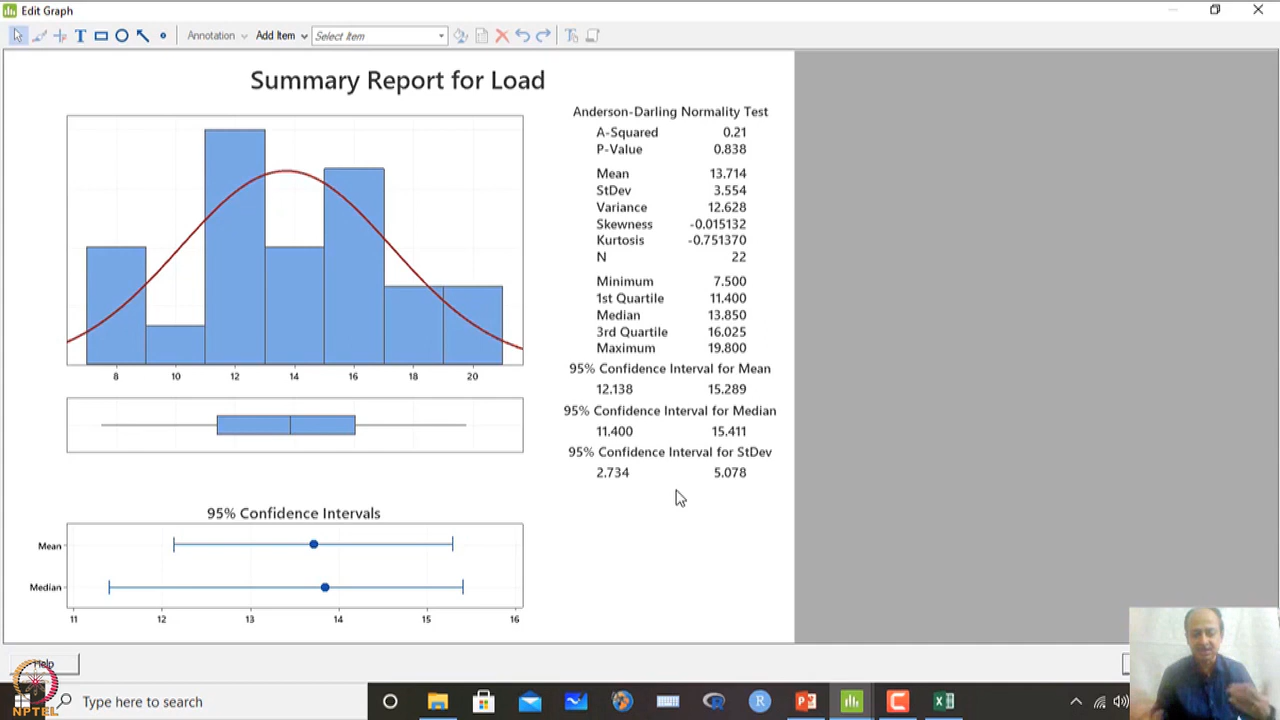 Edit Graph
T Annotation Add Item Select Item T
Summary Report for Load
8 10 12 14 16 18 20
Anderson-Darling Normality Test
A-Squared 0.21
P-Value 0.838
Mean 13.714
StDev 3.554
Variance 12.628
Skewness -0.015132
Kurtosis -0.751370
N 22
Minimum 7.500
1st Quartile 11.400
Median 13.850
3rd Quartile 16.025
Maximum 19.800
95% Confidence Interval for Mean
12.138 15.289
95% Confidence Interval for Median
11.400 15.411
95% Confidence Interval for StDev
2.734 5.078
95% Confidence Intervals
Mean
Median
11 12 13 14 15 16
Help
NPTEL
Type here to search